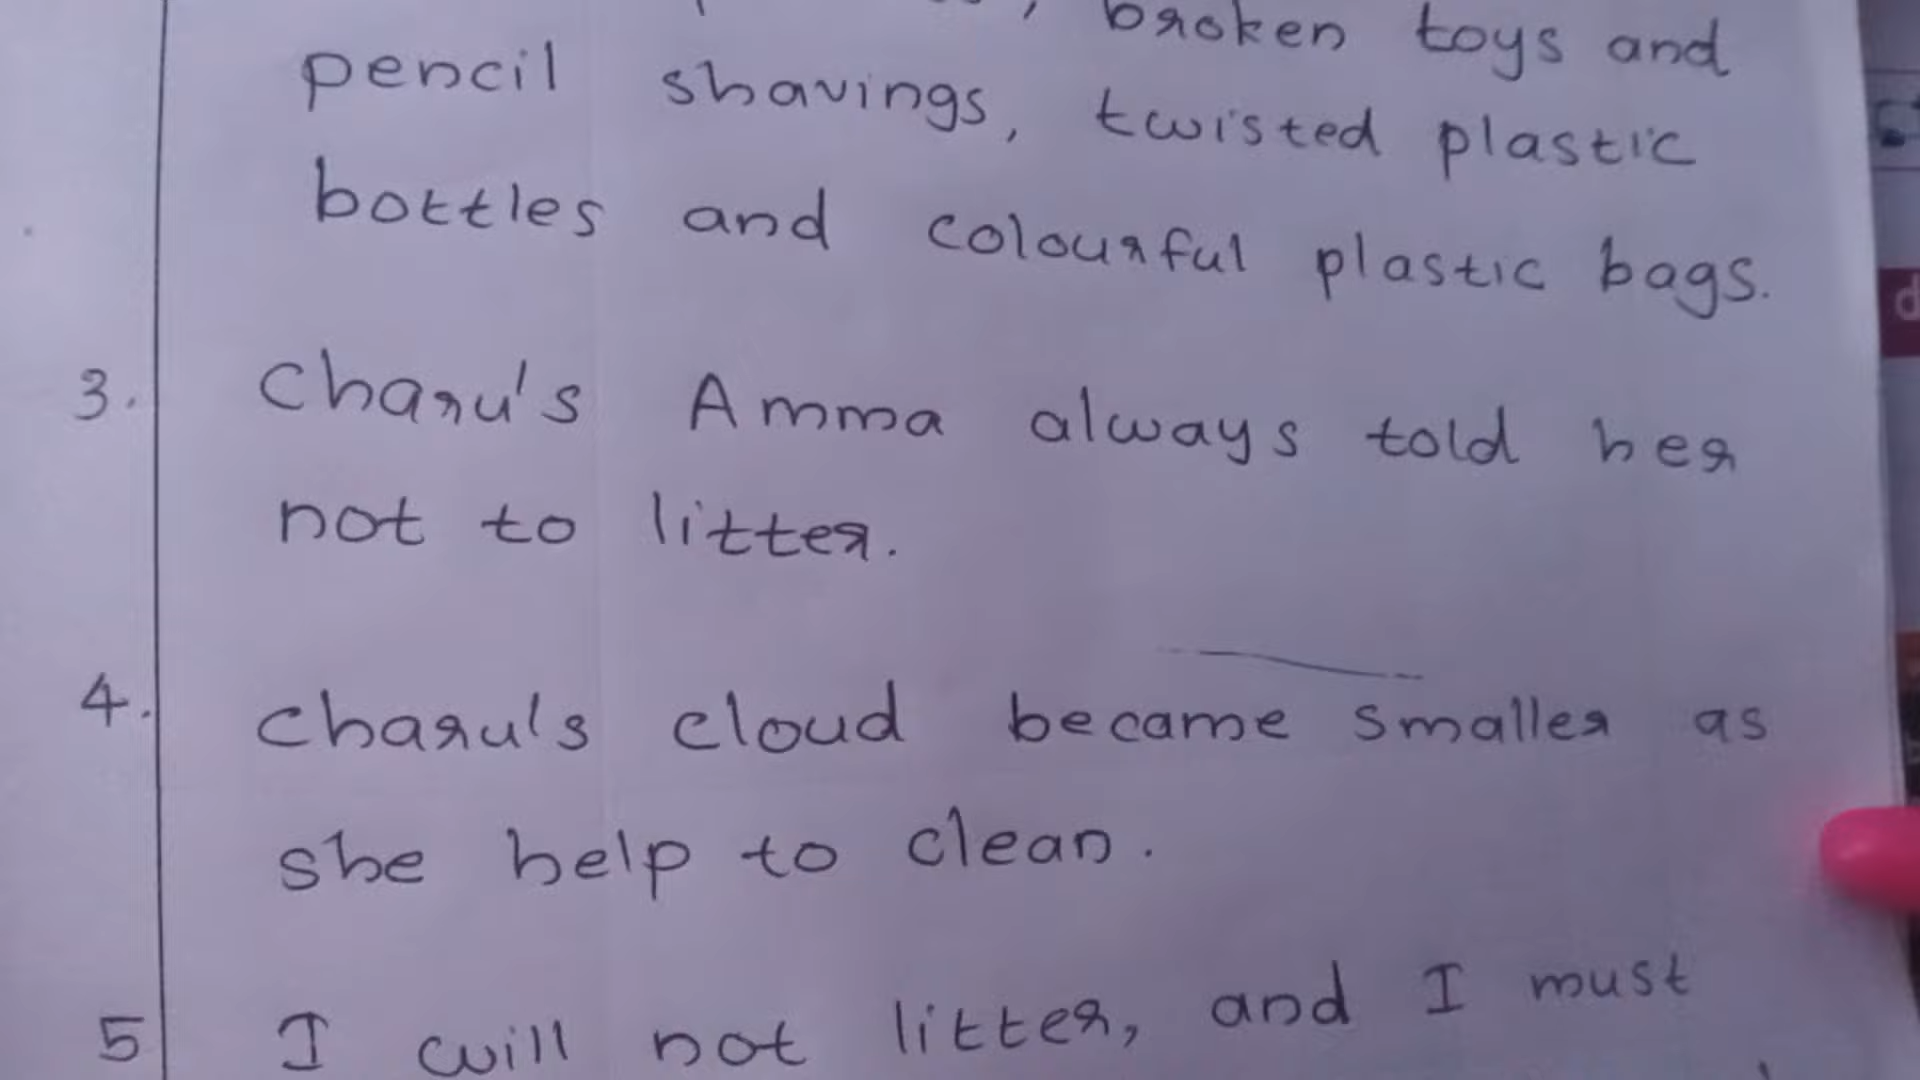 broken toys and
pencil shavings, twisted plastic
bottles and colourful plastic bags.
3. Charu's Amma always told her
not to litter.
4. Charu's cloud became smaller as
she help to clean.
5 I will not litter, and I must
d